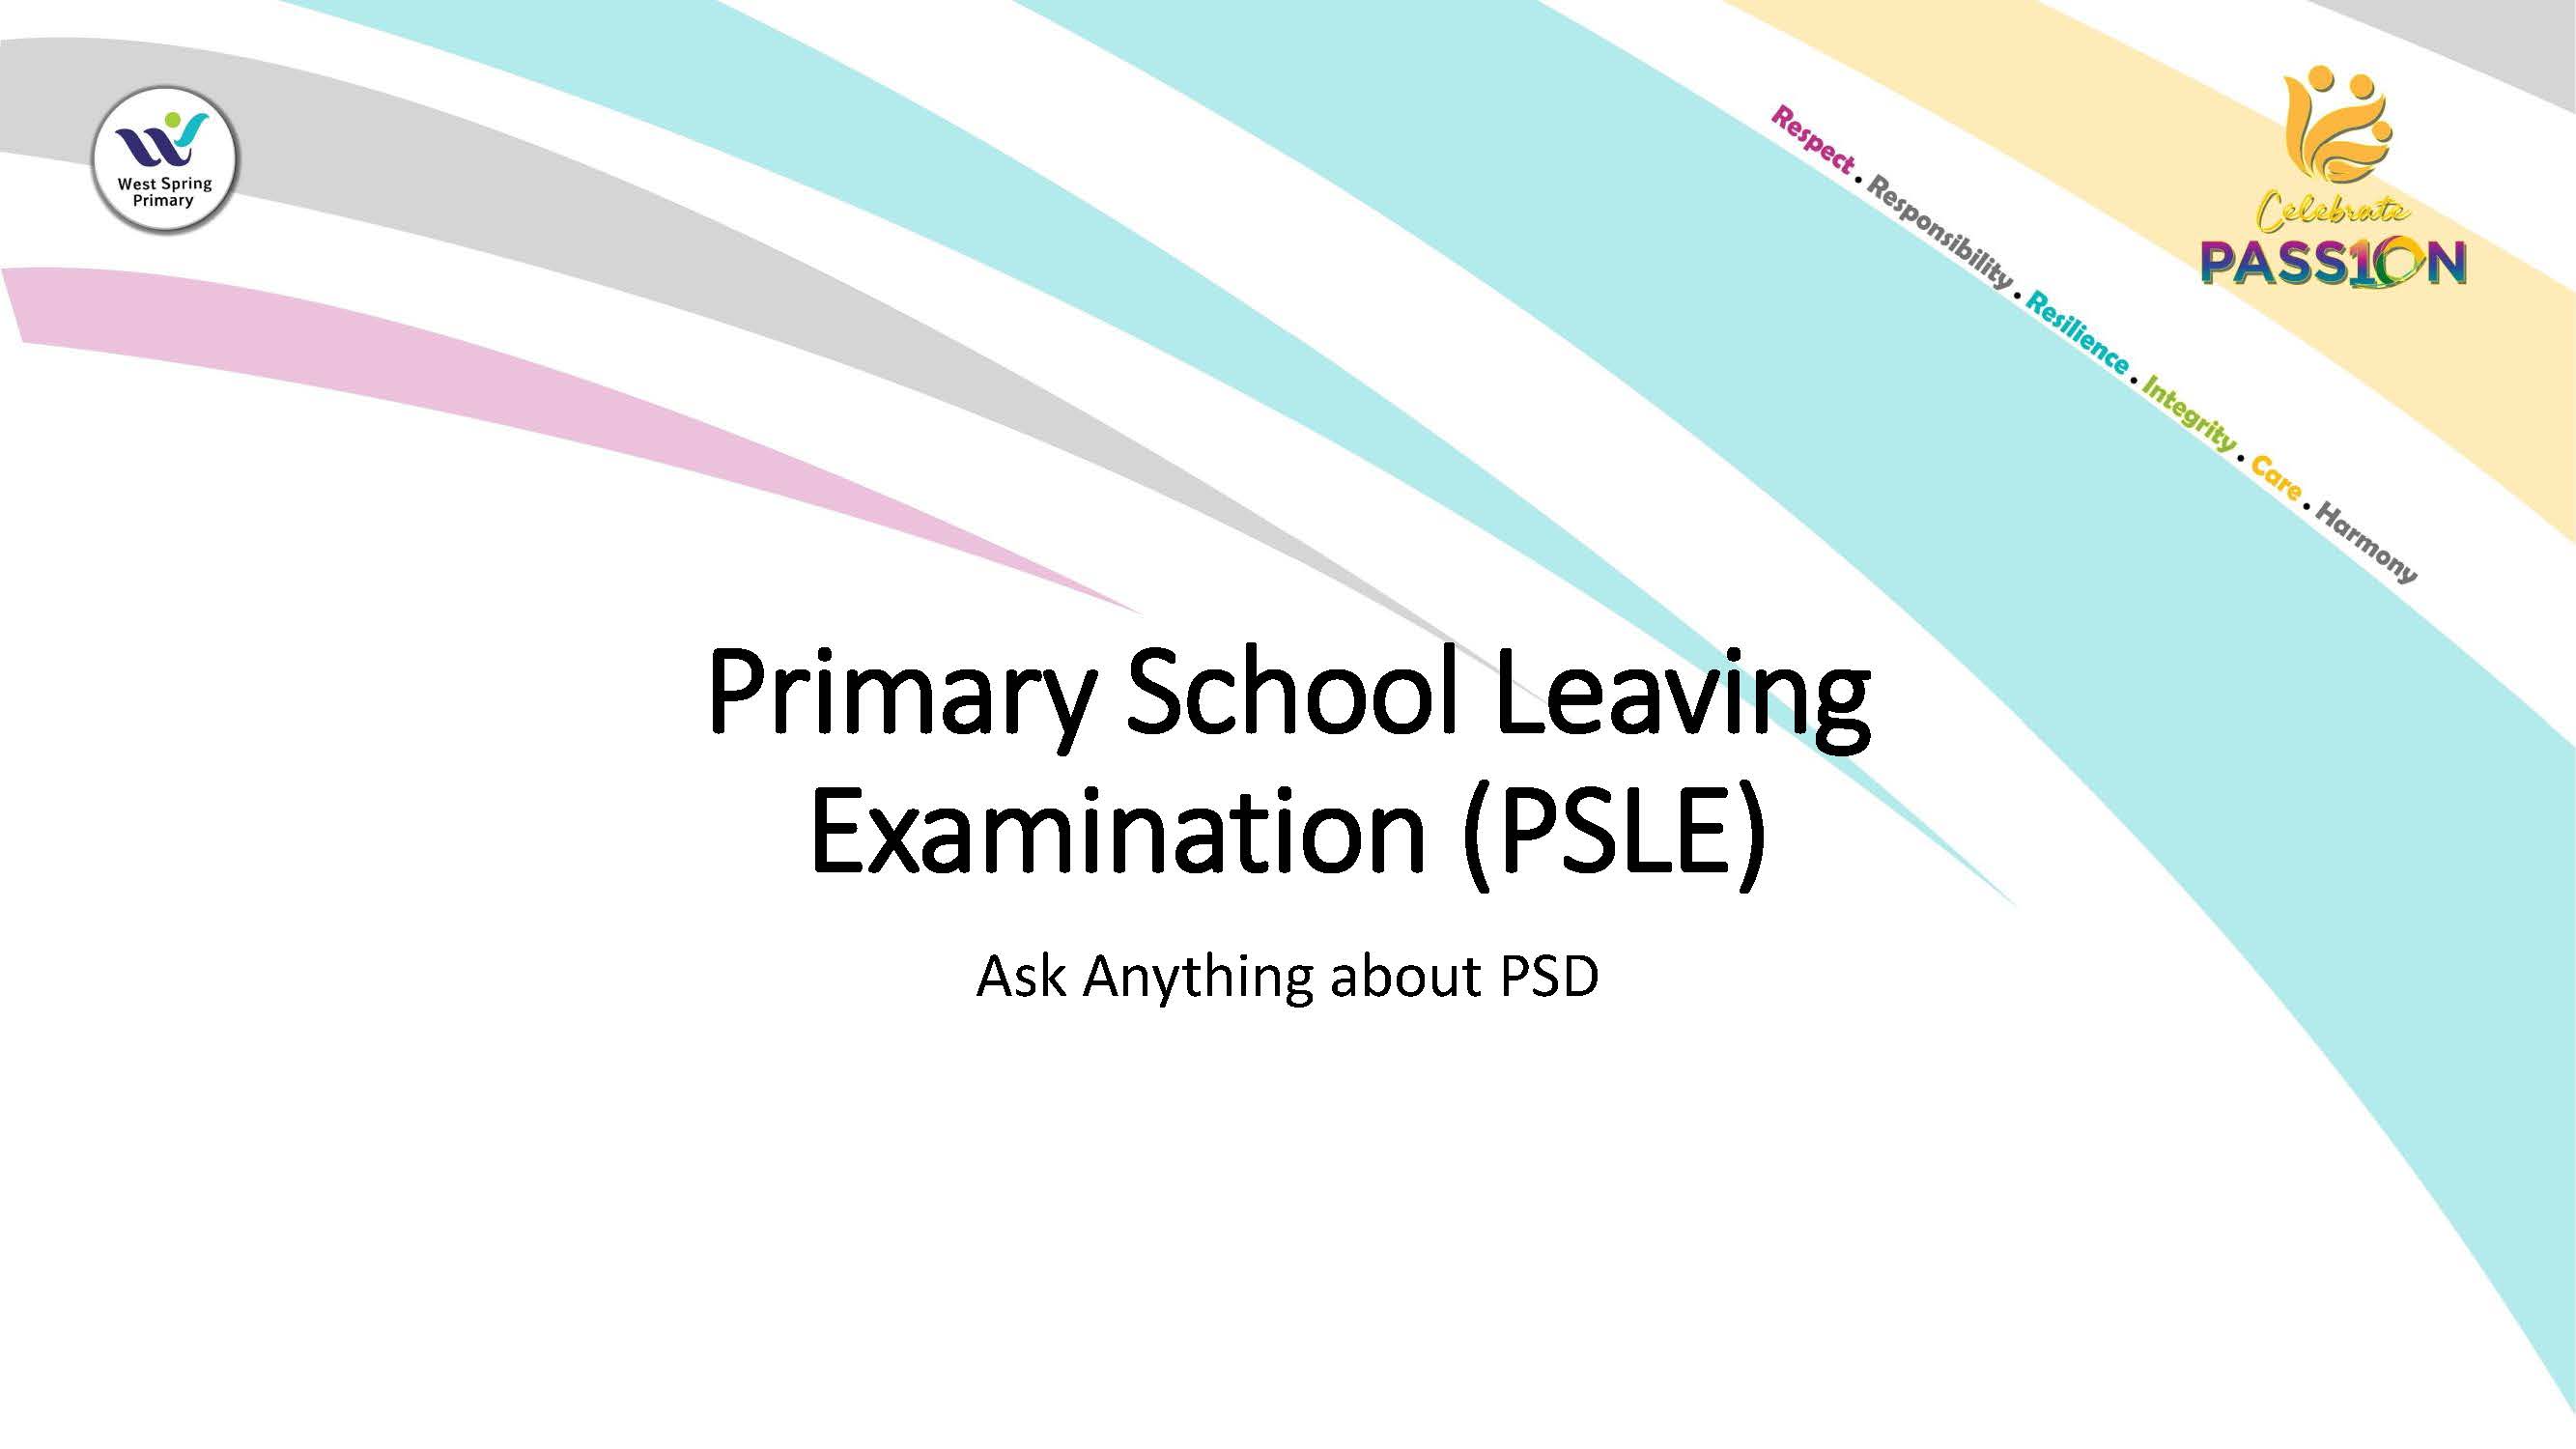 West Spring
Primary
Respect . Responsibility . Resilience . Integrity . Care . Harmony
Celebrate
PASS10N
Primary School Leaving
Examination (PSLE)
Ask Anything about PSD